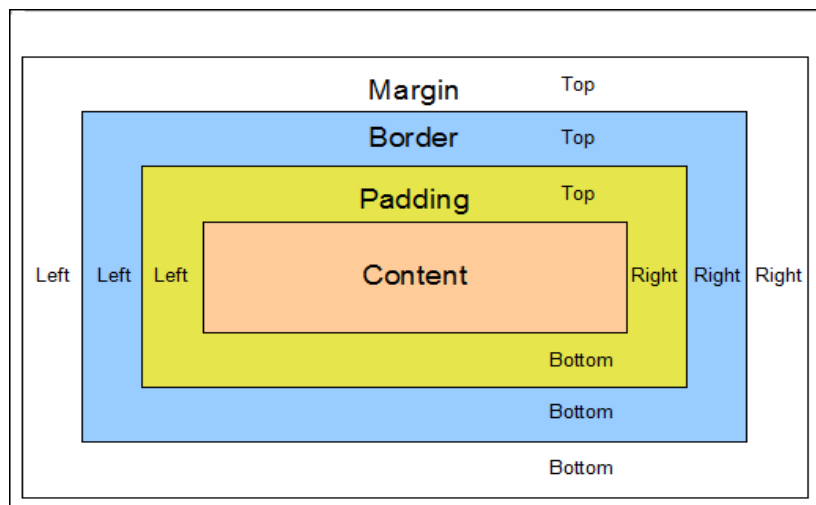 Margin Top
Border Top
Padding Top
Left Left Left Content Right Right Right
Bottom
Bottom
Bottom